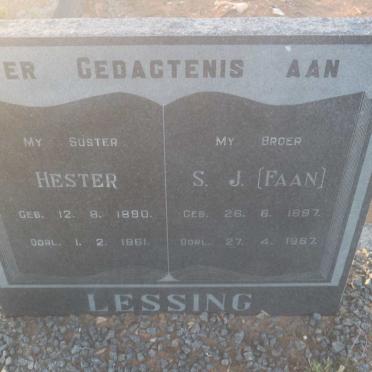 ER GEDAGTENIS AAN
MY SUSTER
HESTER
GEB. 12. 8. 1890.
OORL. 1. 2. 1961.
MY BROER
S. J. (FAAN)
GEB. 26. 6. 1897.
OORL. 27. 4. 1967.
LESSING